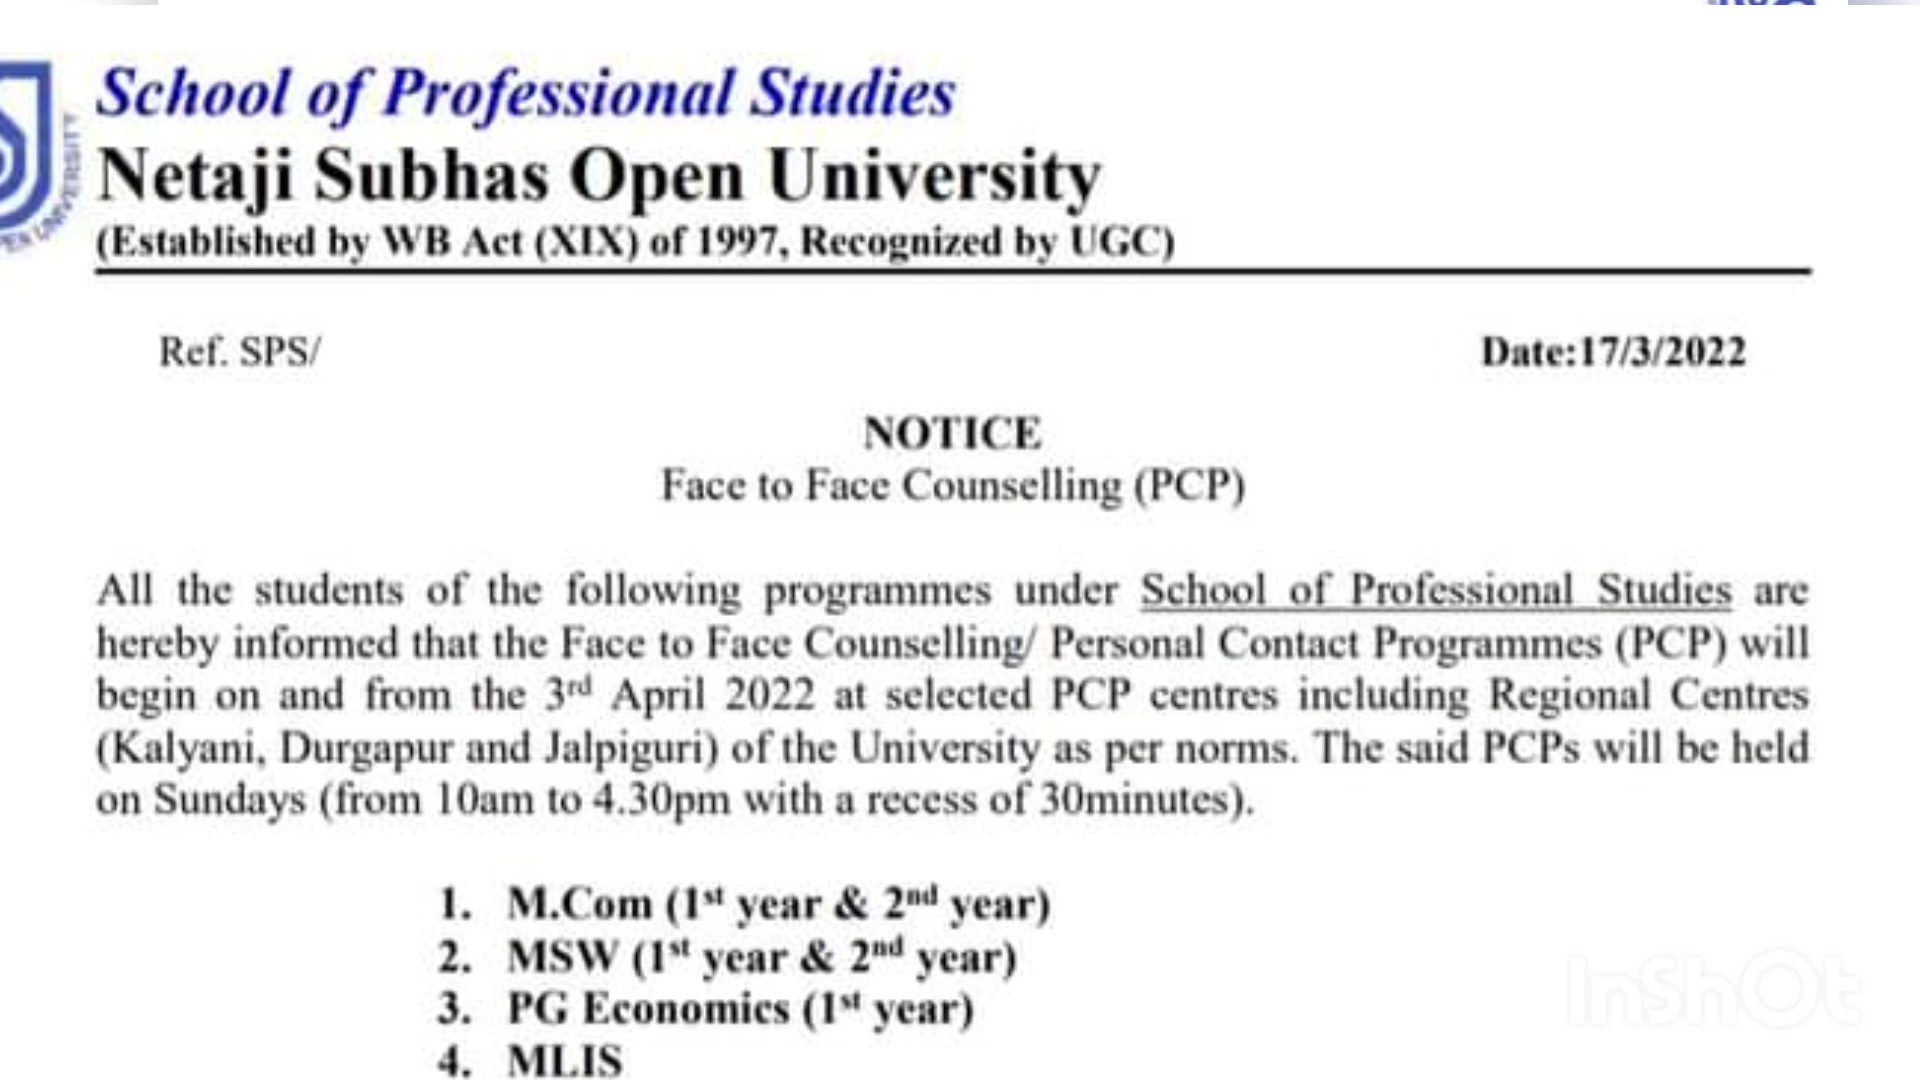 School of Professional Studies
Netaji Subhas Open University
(Established by WB Act (XIX) of 1997, Recognized by UGC)
UNIVERSITY
Ref. SPS/
Date:17/3/2022
NOTICE
Face to Face Counselling (PCP)
All the students of the following programmes under School of Professional Studies are
hereby informed that the Face to Face Counselling/ Personal Contact Programmes (PCP) will
begin on and from the 3rd April 2022 at selected PCP centres including Regional Centres
(Kalyani, Durgapur and Jalpiguri) of the University as per norms. The said PCPs will be held
on Sundays (from 10am to 4.30pm with a recess of 30minutes).
1. M.Com (1st year & 2nd year)
2. MSW (1st year & 2nd year)
3. PG Economics (1st year)
4. MLIS
InShOt